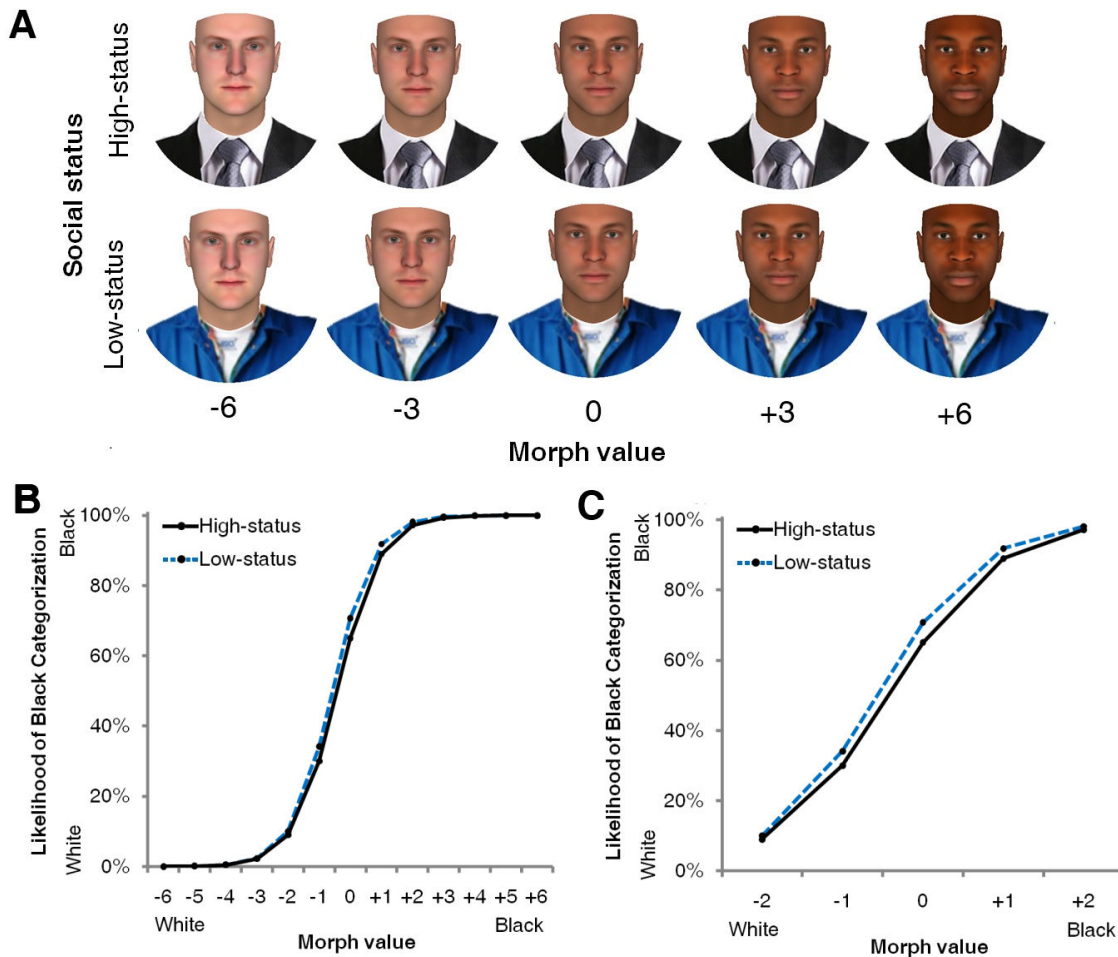 A
Social status
High-status
Low-status
-6
-3
0
+3
+6
Morph value
B
Likelihood of Black Categorization
Black
White
100%
80%
60%
40%
20%
0%
High-status
Low-status
-6 -5 -4 -3 -2 -1 0 +1 +2 +3 +4 +5 +6
White Black
Morph value
C
Likelihood of Black Categorization
Black
White
100%
80%
60%
40%
20%
0%
High-status
Low-status
-2 -1 0 +1 +2
White Black
Morph value